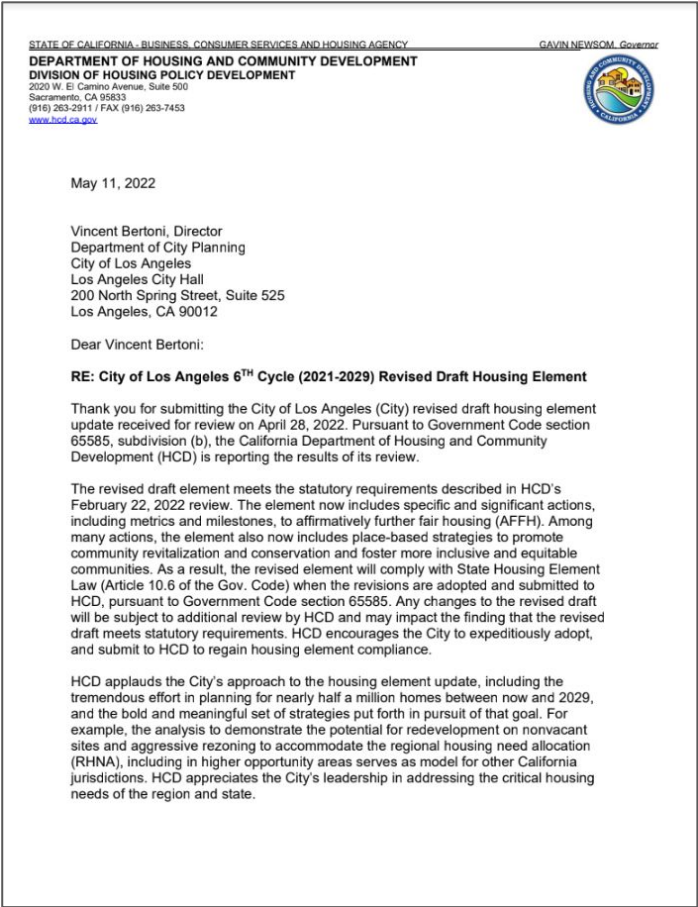 STATE OF CALIFORNIA - BUSINESS, CONSUMER SERVICES AND HOUSING AGENCY GAVIN NEWSOM, Governor
DEPARTMENT OF HOUSING AND COMMUNITY DEVELOPMENT
DIVISION OF HOUSING POLICY DEVELOPMENT
2020 W. El Camino Avenue, Suite 500
Sacramento, CA 95833
(916) 263-2911 / FAX (916) 263-7453
www.hcd.ca.gov
HOUSING AND COMMUNITY DEVELOPMENT
CALIFORNIA
May 11, 2022
Vincent Bertoni, Director
Department of City Planning
City of Los Angeles
Los Angeles City Hall
200 North Spring Street, Suite 525
Los Angeles, CA 90012
Dear Vincent Bertoni:
RE: City of Los Angeles 6TH Cycle (2021-2029) Revised Draft Housing Element
Thank you for submitting the City of Los Angeles (City) revised draft housing element
update received for review on April 28, 2022. Pursuant to Government Code section
65585, subdivision (b), the California Department of Housing and Community
Development (HCD) is reporting the results of its review.
The revised draft element meets the statutory requirements described in HCD's
February 22, 2022 review. The element now includes specific and significant actions,
including metrics and milestones, to affirmatively further fair housing (AFFH). Among
many actions, the element also now includes place-based strategies to promote
community revitalization and conservation and foster more inclusive and equitable
communities. As a result, the revised element will comply with State Housing Element
Law (Article 10.6 of the Gov. Code) when the revisions are adopted and submitted to
HCD, pursuant to Government Code section 65585. Any changes to the revised draft
will be subject to additional review by HCD and may impact the finding that the revised
draft meets statutory requirements. HCD encourages the City to expeditiously adopt,
and submit to HCD to regain housing element compliance.
HCD applauds the City's approach to the housing element update, including the
tremendous effort in planning for nearly half a million homes between now and 2029,
and the bold and meaningful set of strategies put forth in pursuit of that goal. For
example, the analysis to demonstrate the potential for redevelopment on nonvacant
sites and aggressive rezoning to accommodate the regional housing need allocation
(RHNA), including in higher opportunity areas serves as model for other California
jurisdictions. HCD appreciates the City's leadership in addressing the critical housing
needs of the region and state.